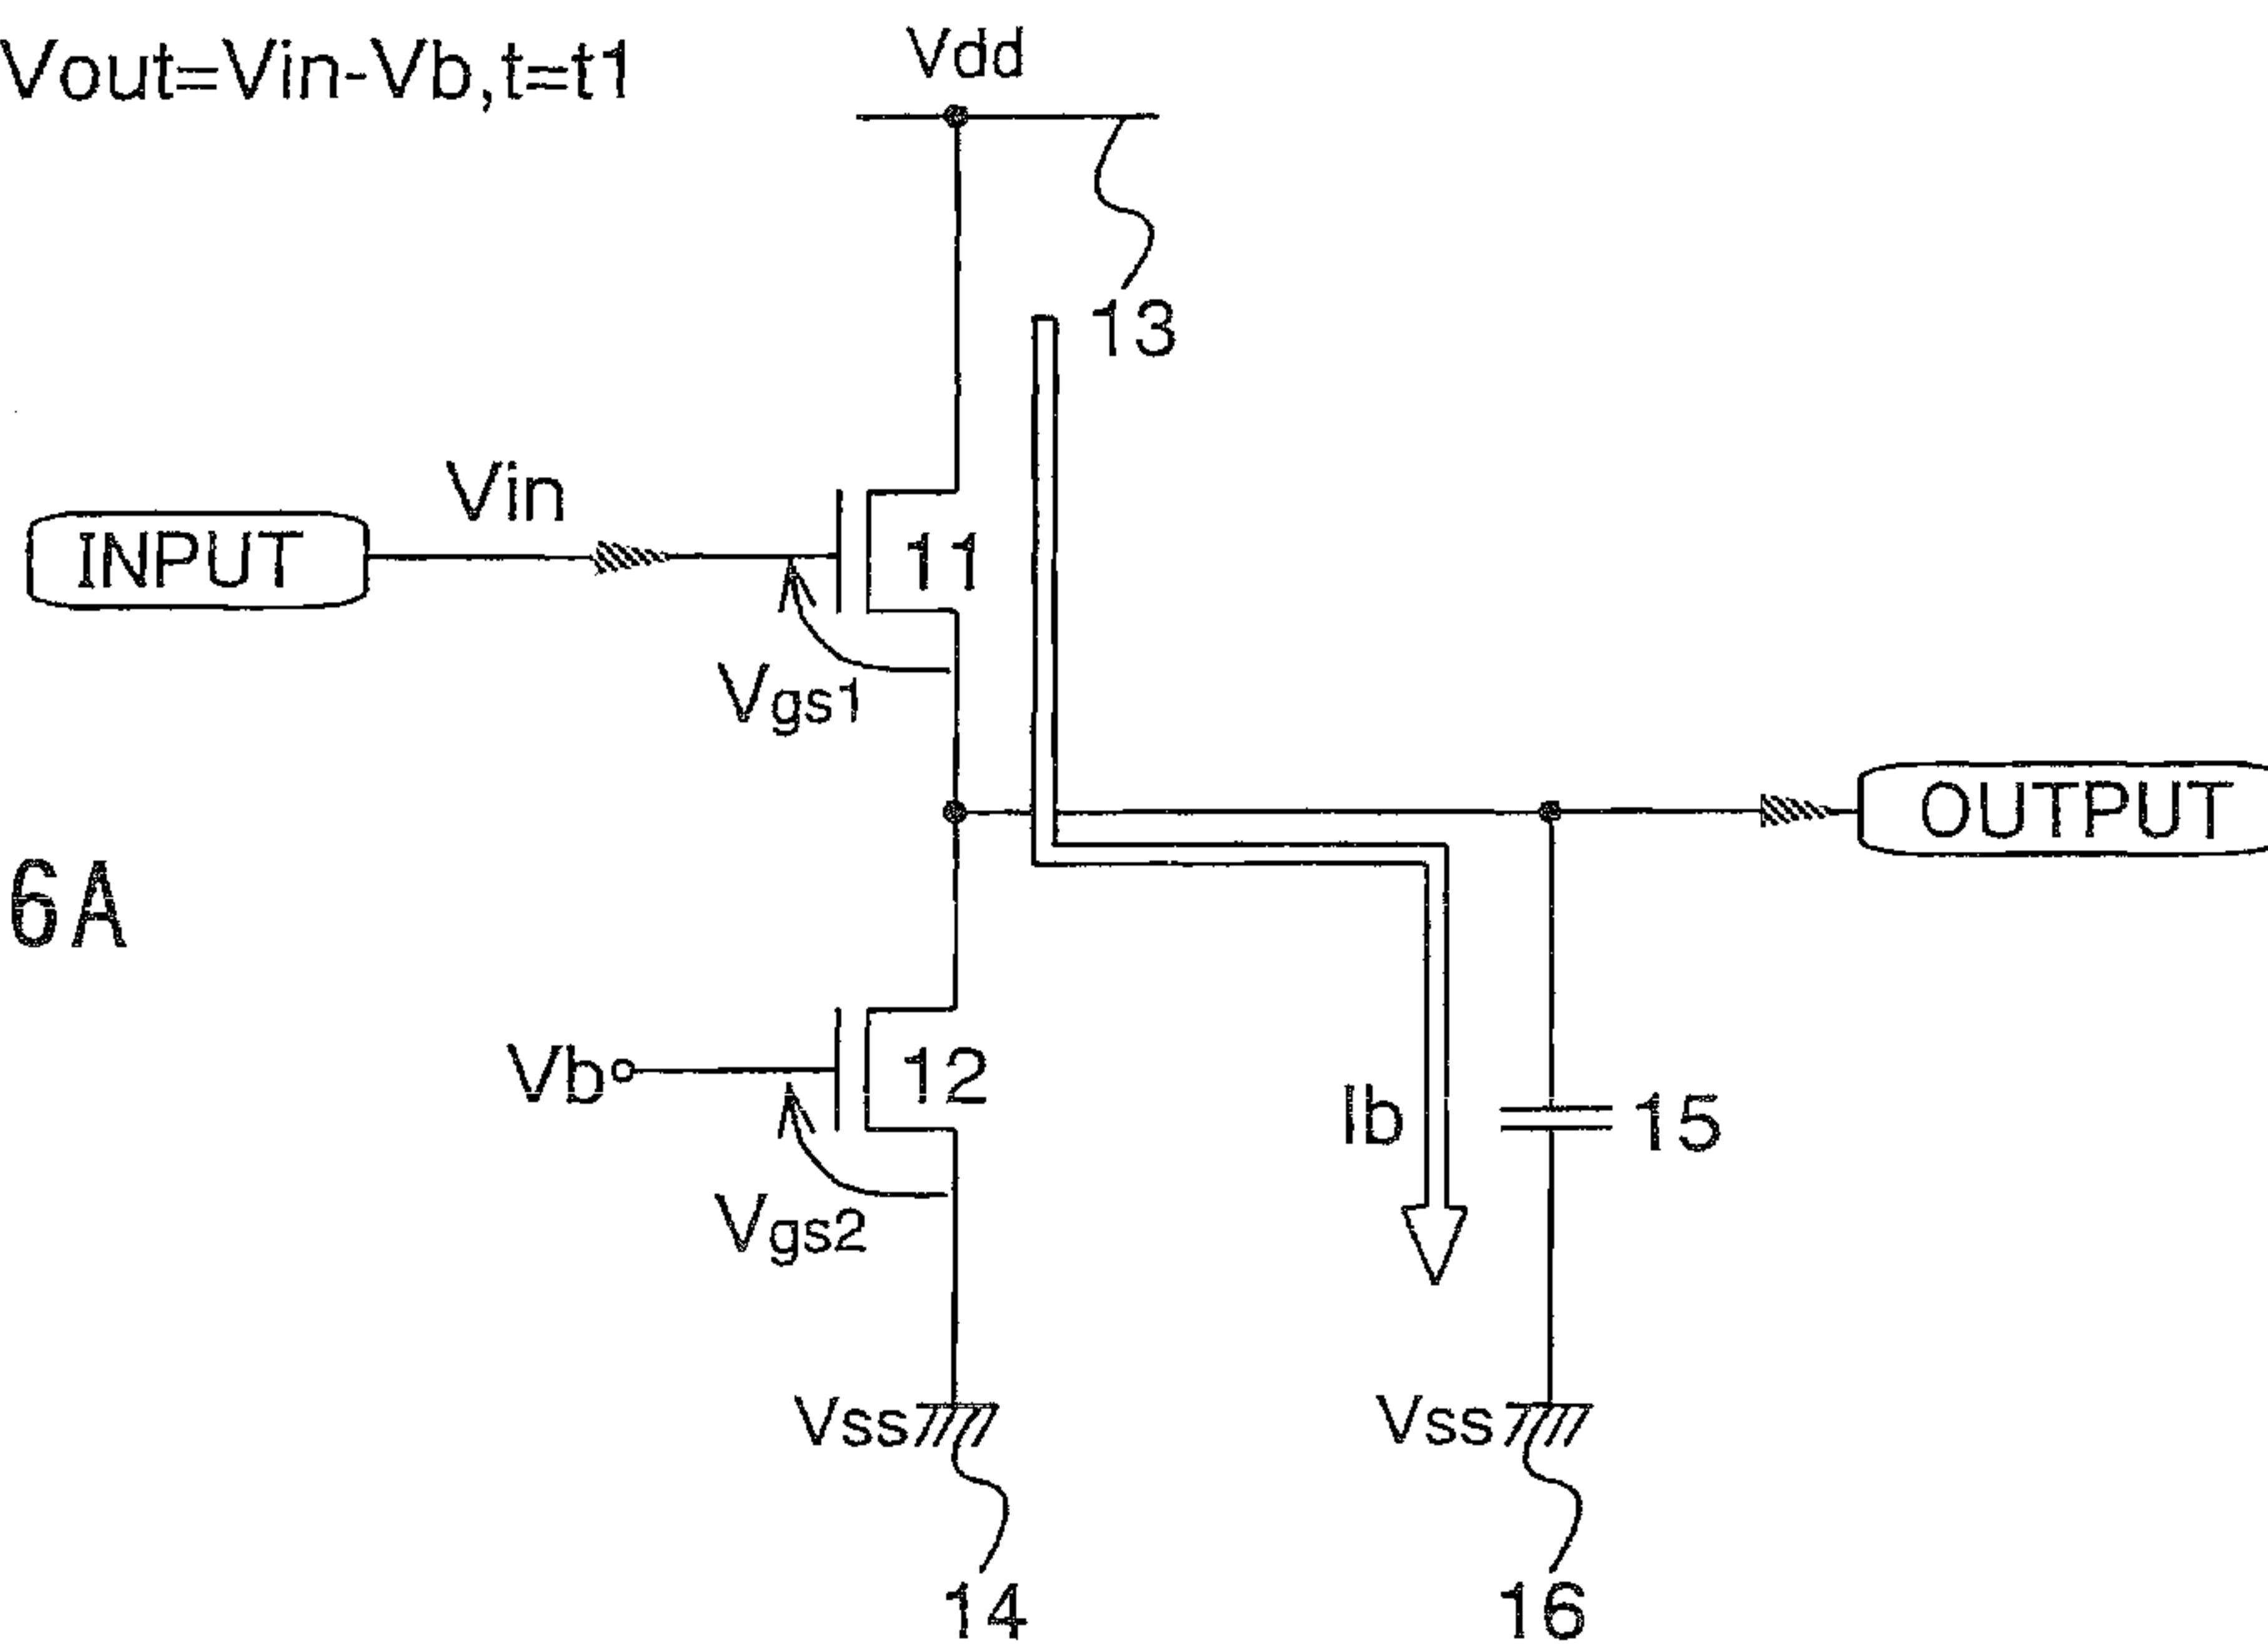 Vout=Vin-Vb,t=t1
Vdd
13
Vin
INPUT
11
Vgs1
OUTPUT
6A
Vb
12
Ib
15
Vgs2
Vss
Vss
14
16